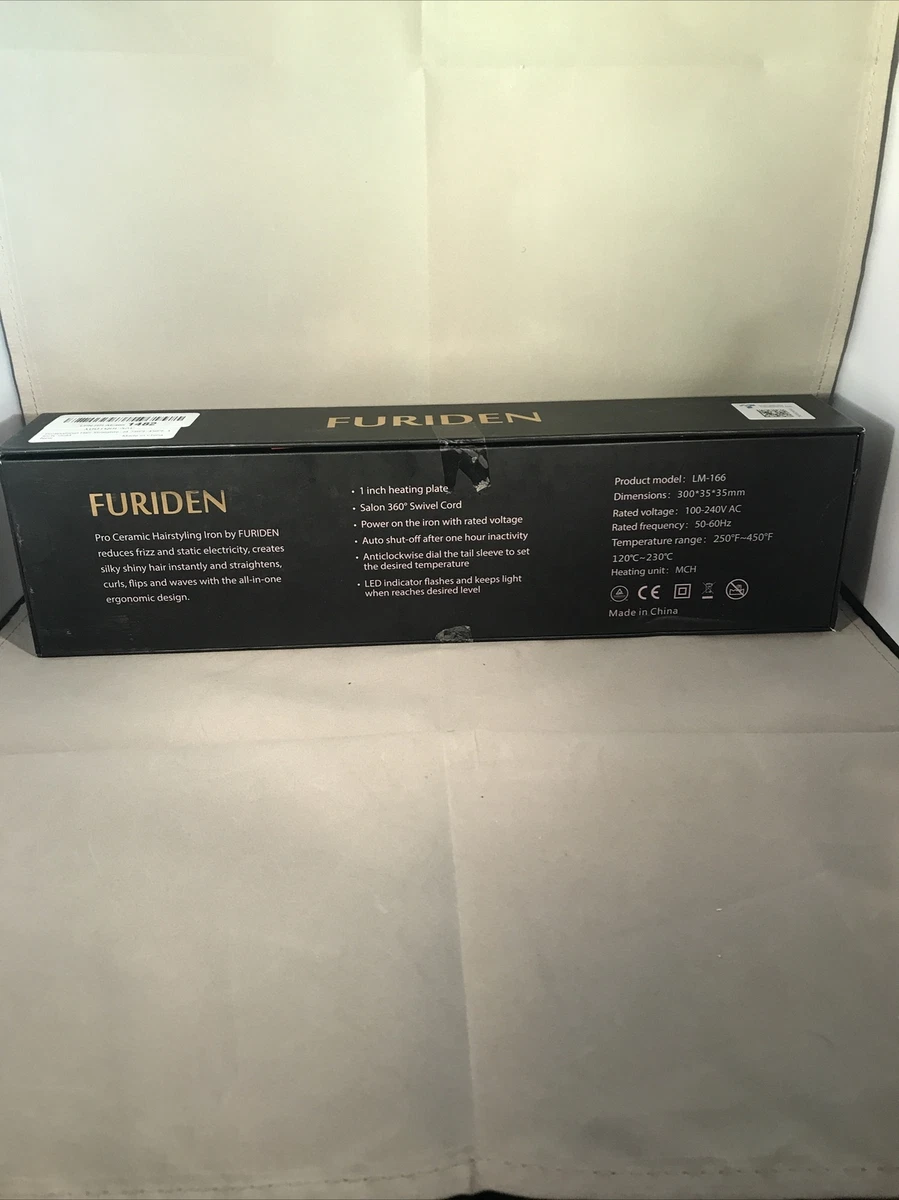 1482
FURIDEN
FURIDEN
Pro Ceramic Hairstyling Iron by FURIDEN
reduces frizz and static electricity, creates
silky shiny hair instantly and straightens,
curls, flips and waves with the all-in-one
ergonomic design.
• 1 inch heating plate
• Salon 360° Swivel Cord
• Power on the iron with rated voltage
• Auto shut-off after one hour inactivity
• Anticlockwise dial the tail sleeve to set
the desired temperature
• LED indicator flashes and keeps light
when reaches desired level
Product model: LM-166
Dimensions: 300*35*35mm
Rated voltage: 100-240V AC
Rated frequency: 50-60Hz
Temperature range: 250°F~450°F
120℃~230℃
Heating unit: MCH
CE
Made in China